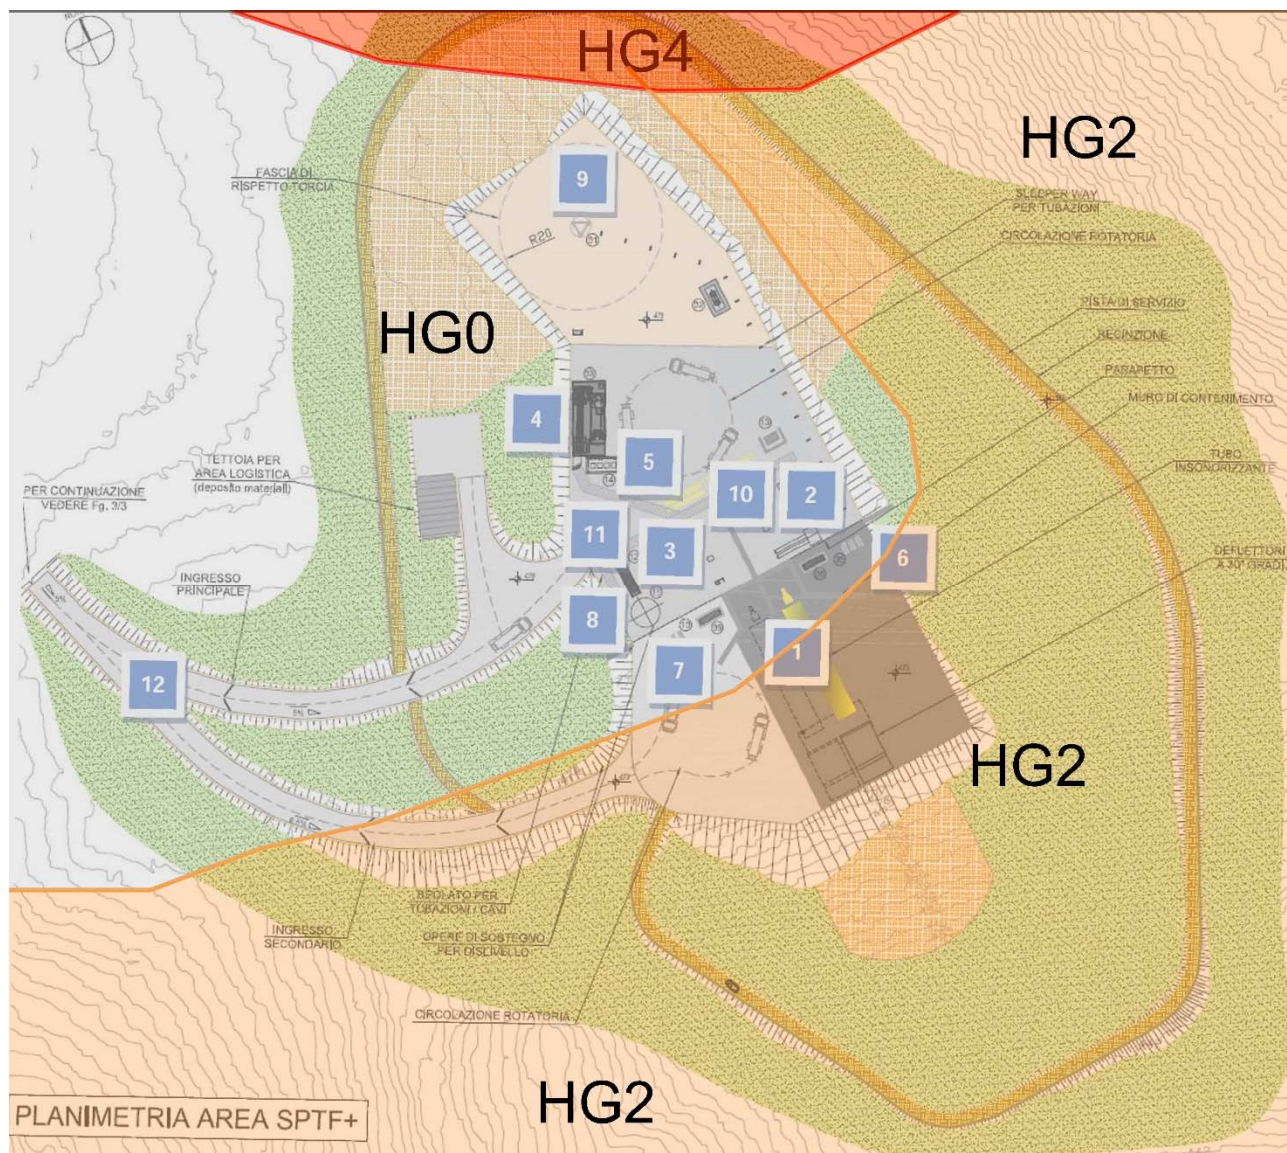 HG4
HG2
FASCIA DI
RISPETTO TORCIA
9
SLEEPER WAY
PER TUBAZIONI
CIRCOLAZIONE ROTATORIA
R20
PISTA DI SERVIZIO
RECINZIONE
PARAPETTO
MURO DI CONTENIMENTO
HG0
4
5
10
2
TETTOIA PER
AREA LOGISTICA
(deposito materiali)
TUBO
INSONORIZZANTE
PER CONTINUAZIONE
VEDERE Fg. 3/3
11
3
6
DEFLETTORI
A 30° GRADI
INGRESSO
PRINCIPALE
8
1
7
12
5%
HG2
INGRESSO
SECONDARIO
TUBAZIONI / CAVI
OPERE DI SOSTEGNO
PER DISLIVELLO
CIRCOLAZIONE ROTATORIA
HG2
PLANIMETRIA AREA SPTF+